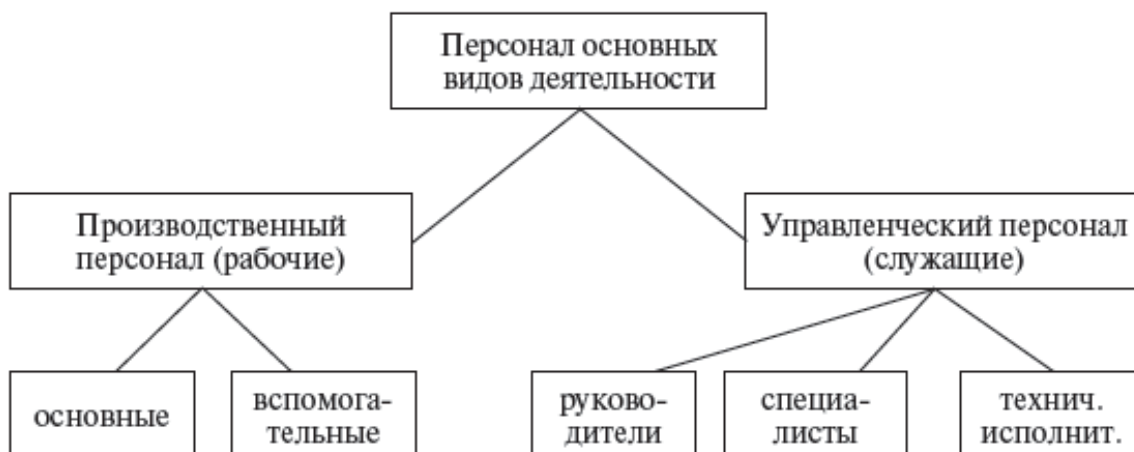 Персонал основных
видов деятельности
Производственный
персонал (рабочие)
Управленческий персонал
(служащие)
основные
вспомога-
тельные
руково-
дители
специа-
листы
технич.
исполнит.